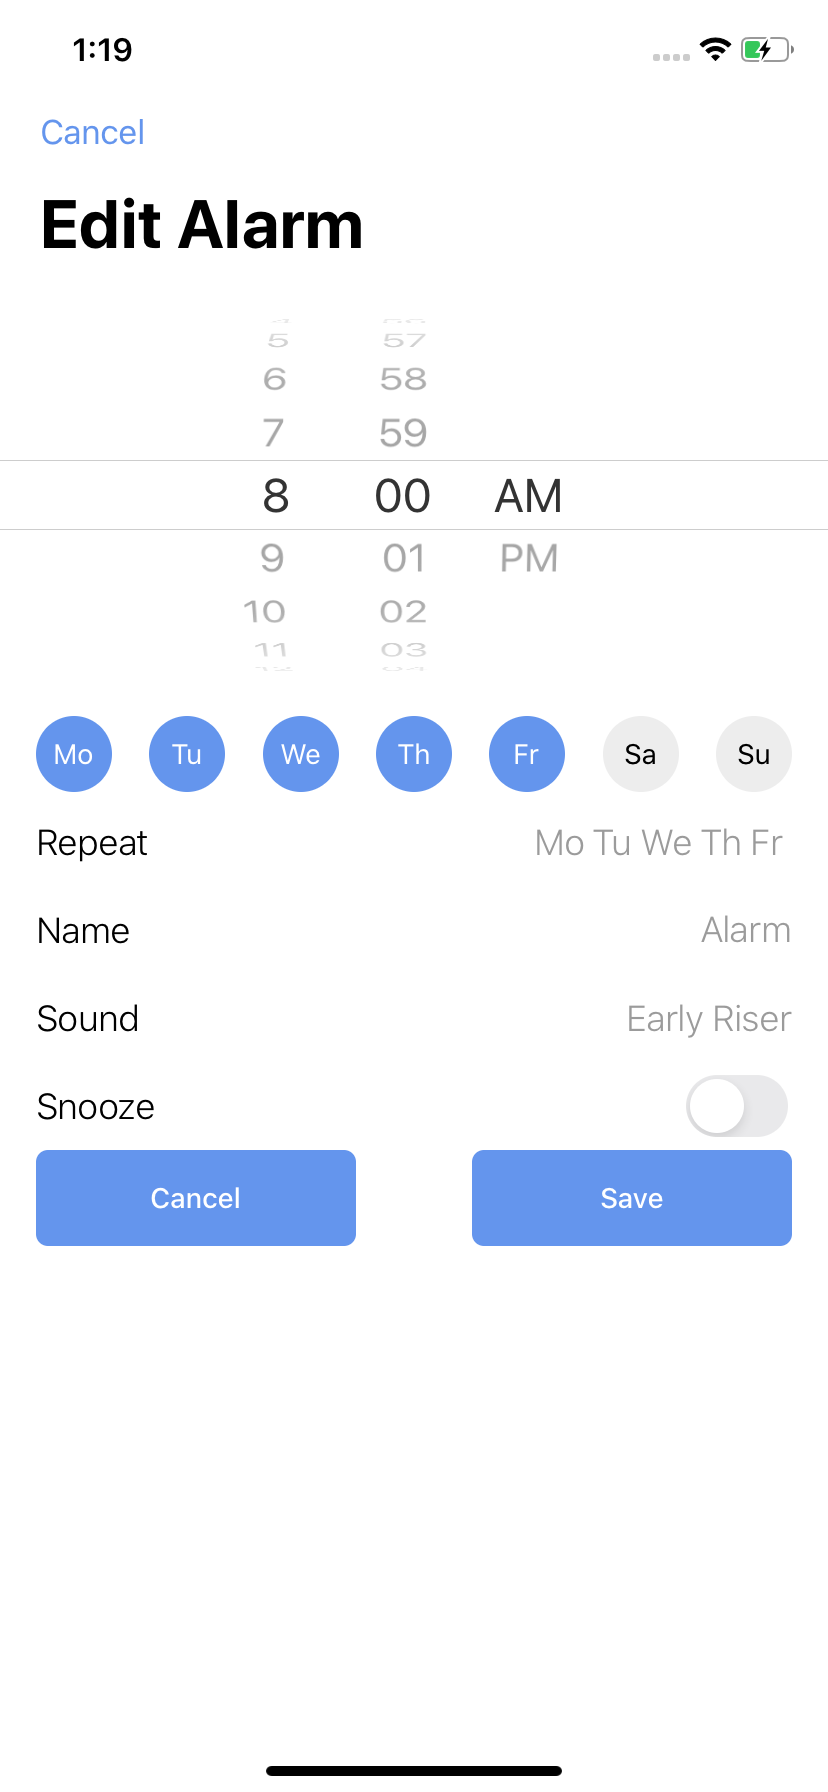 1:19
Cancel
Edit Alarm
5 57
6 58
7 59
8 00 AM
9 01 PM
10 02
11 03
Mo Tu We Th Fr Sa Su
Repeat Mo Tu We Th Fr
Name Alarm
Sound Early Riser
Snooze
Cancel Save